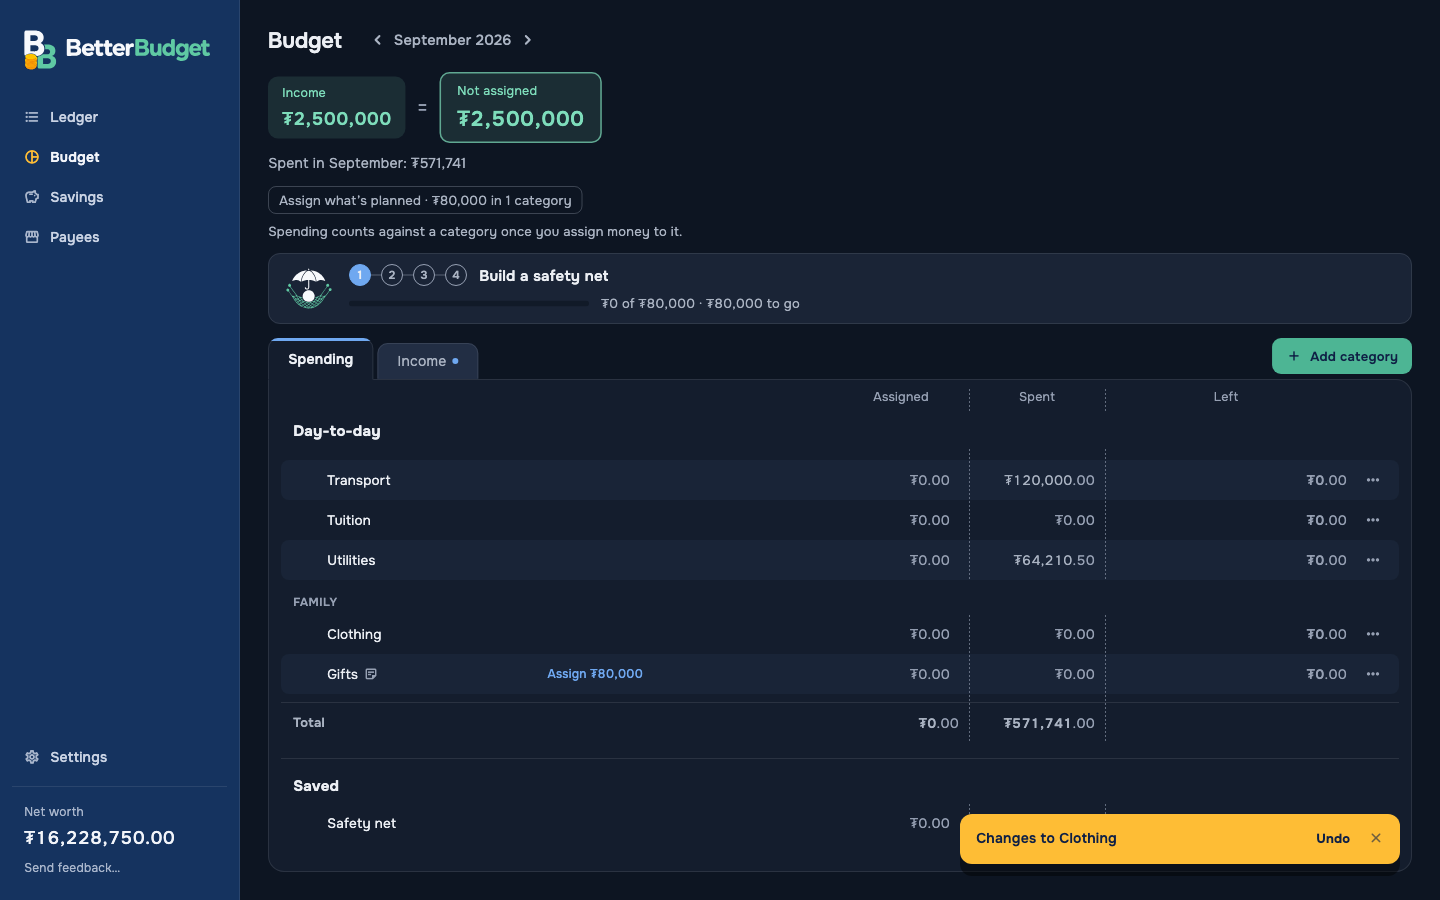 BetterBudget
Ledger
Budget
Savings
Payees
Settings
Net worth
₮16,228,750.00
Send feedback...
Budget
September 2026
Income
₮2,500,000
=
Not assigned
₮2,500,000
Spent in September: ₮571,741
Assign what's planned · ₮80,000 in 1 category
Spending counts against a category once you assign money to it.
1 2 3 4 Build a safety net
₮0 of ₮80,000 · ₮80,000 to go
Spending
Income
+ Add category
Assigned Spent Left
Day-to-day
Transport ₮0.00 ₮120,000.00 ₮0.00
Tuition ₮0.00 ₮0.00 ₮0.00
Utilities ₮0.00 ₮64,210.50 ₮0.00
FAMILY
Clothing ₮0.00 ₮0.00 ₮0.00
Gifts Assign ₮80,000 ₮0.00 ₮0.00 ₮0.00
Total ₮0.00 ₮571,741.00
Saved
Safety net ₮0.00
Changes to Clothing Undo